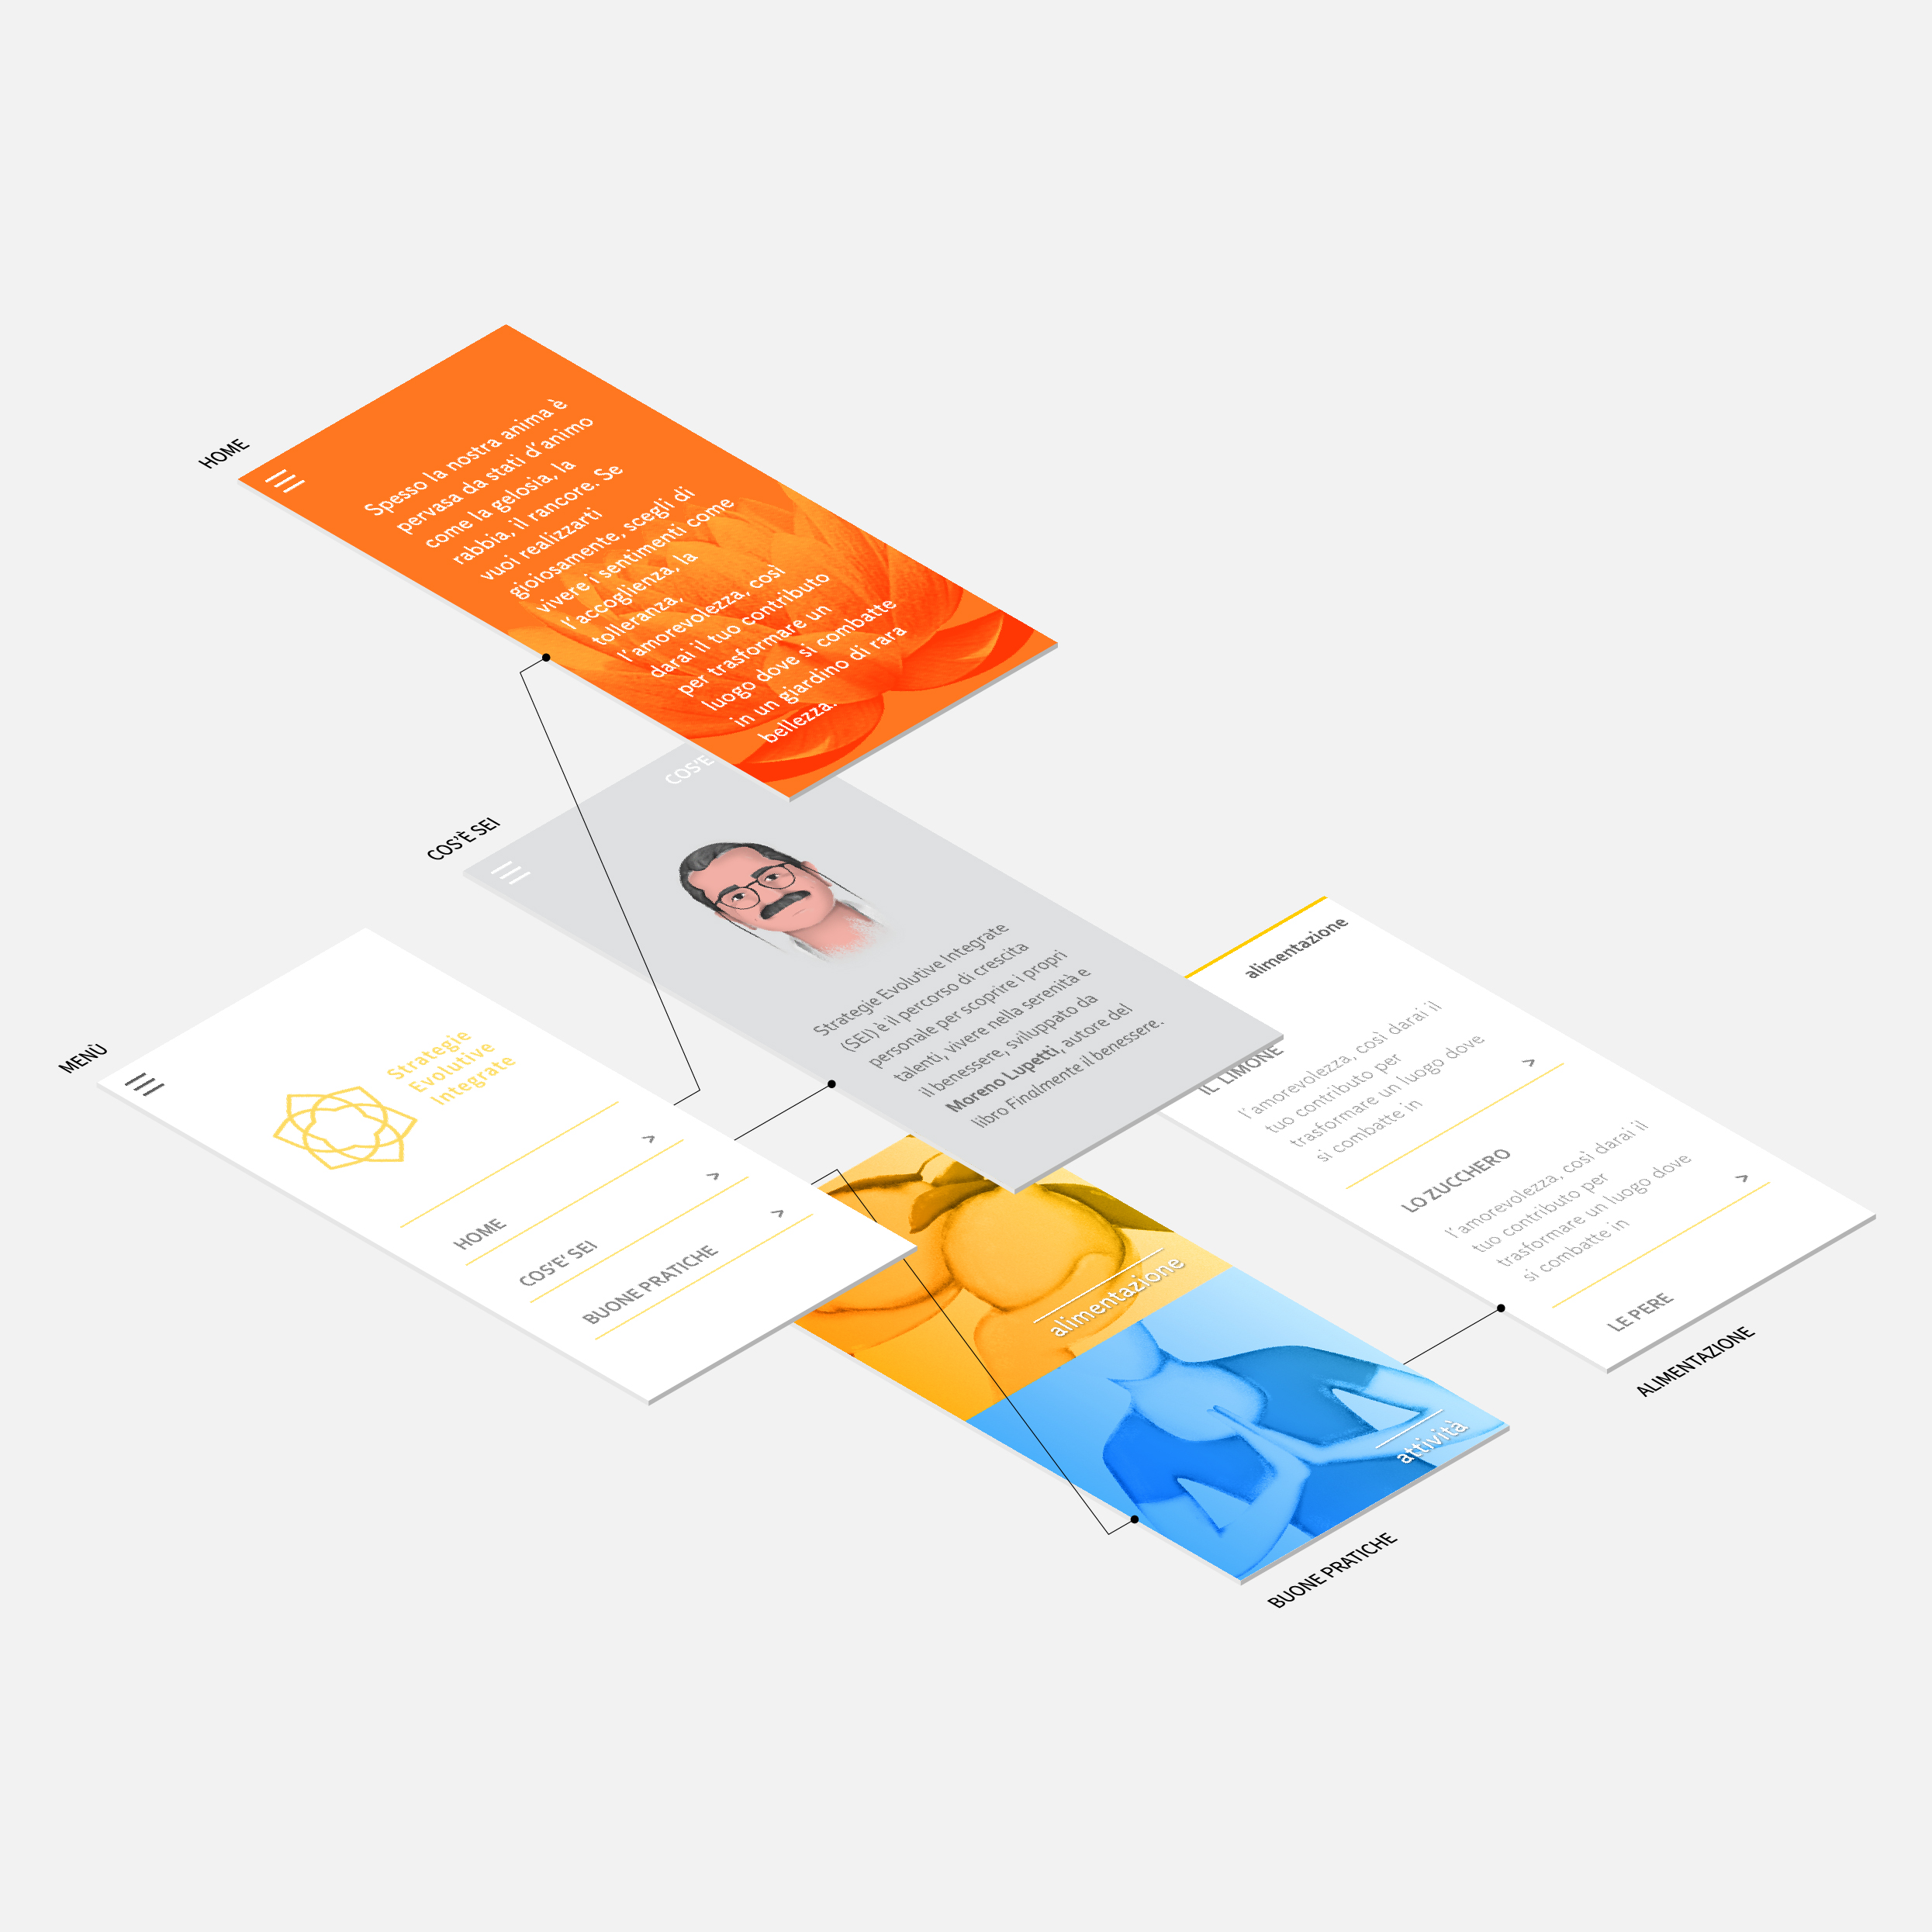 HOME
Spesso la nostra anima è
pervasa da stati d'animo
come la gelosia, la
rabbia, il rancore. Se
vuoi realizzarti
gioiosamente, scegli di
vivere i sentimenti come
l'accoglienza, la
tolleranza,
l'amorevolezza, così
darai il tuo contributo
per trasformare un
luogo dove si combatte
in un giardino di rara
bellezza.
COS'È SEI
COS'E
Strategie Evolutive Integrate
(SEI) è il percorso di crescita
personale per scoprire i propri
talenti, vivere nella serenità e
il benessere, sviluppato da
Moreno Lupetti, autore del
libro Finalmente il benessere.
MENÙ
Strategie
Evolutive
Integrate
HOME >
COS'E' SEI >
BUONE PRATICHE >
alimentazione
attività
BUONE PRATICHE
alimentazione
IL LIMONE
l'amorevolezza, così darai il
tuo contributo per
trasformare un luogo dove
si combatte in
>
LO ZUCCHERO
l'amorevolezza, così darai il
tuo contributo per
trasformare un luogo dove
si combatte in
>
LE PERE
ALIMENTAZIONE